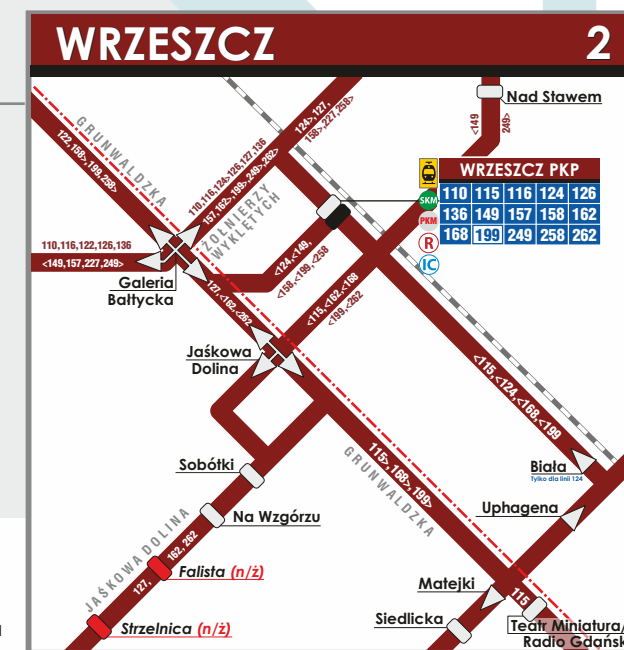 WRZESZCZ 2
Nad Stawem
<149
249>
124>,127,
158>,227,258>
122,158>,199,258>
GRUNWALDZKA
110,116,124>126,127,136
157,162>,199>,249>,262>
ŻOŁNIERZY
WYKLĘTYCH
WRZESZCZ PKP
110 115 116 124 126
136 149 157 158 162
168 199 249 258 262
SKM
PKM
R
IC
110,116,122,126,136
<149,157,227,249>
Galeria
Bałtycka
127,<162,<262
<124,<149,
<158,<199,<258
<115,<162,<168
<199,<262
Jaśkowa
Dolina
<115,<124,<168,<199
115>,168>,199>
GRUNWALDZKA
Sobótki
Biała
Tylko dla linii 124
Na Wzgórzu
Uphagena
JAŚKOWA DOLINA
127, 162, 262
Falista (n/ż)
Matejki
115
Siedlicka
Strzelnica (n/ż)
Teatr Miniatura/
Radio Gdańsk